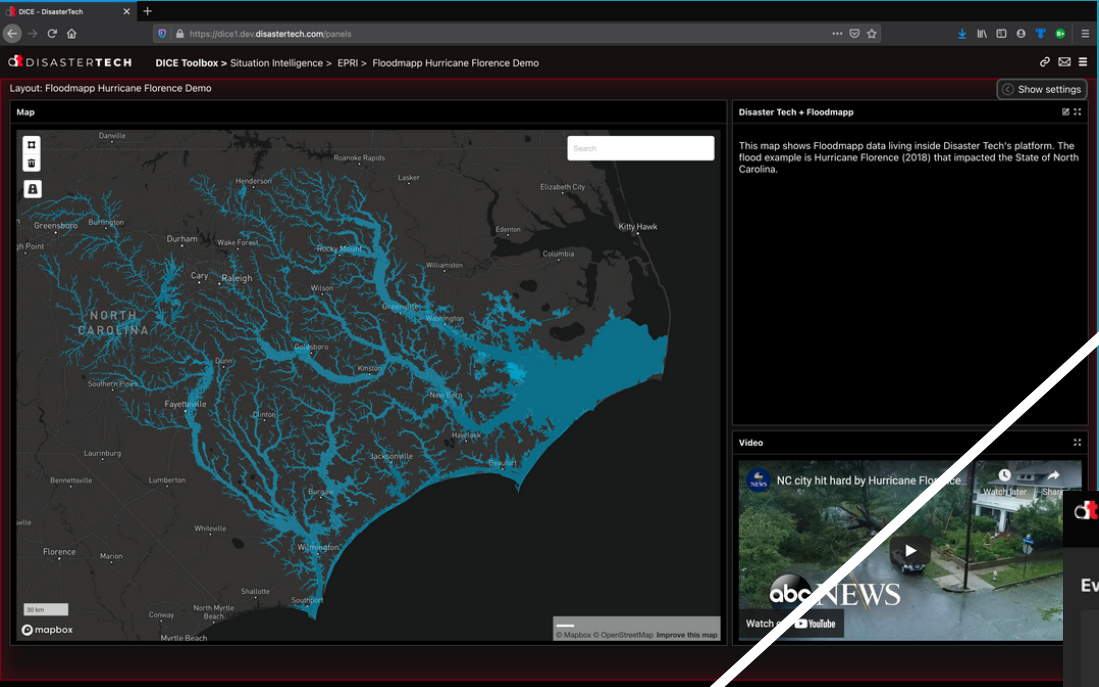 DICE - DisasterTech
https://dice1.dev.disastertech.com/panels
DISASTERTECH
DICE Toolbox > Situation Intelligence > EPRI > Floodmapp Hurricane Florence Demo
Layout: Floodmapp Hurricane Florence Demo
Show settings
Map
Search
Danville
Roanoke Rapids
Lasker
Henderson
Elizabeth City
Greensboro
Burlington
Edenton
Kitty Hawk
Durham
Wake Forest
gh Point
Rocky Mount
Columbia
Williamston
Cary
Raleigh
Wilson
Greenville
Washington
NORTH
CAROLINA
Goldsboro
Dunn
Kinston
Southern Pines
New Bern
Fayetteville
Clinton
Havelock
Laurinburg
Jacksonville
Beaufort
Bennettsville
Lumberton
Burgaw
ville
Whiteville
Wilmington
Florence
Marion
Shallotte
Southport
30 km
North Myrtle
Beach
Conway
mapbox
Myrtle Beach
© Mapbox © OpenStreetMap Improve this map
Disaster Tech + Floodmapp
This map shows Floodmapp data living inside Disaster Tech's platform. The
flood example is Hurricane Florence (2018) that impacted the State of North
Carolina.
Video
NEWS
NC city hit hard by Hurricane Florence
Watch later
Share
abc NEWS
Watch on YouTube
Ev